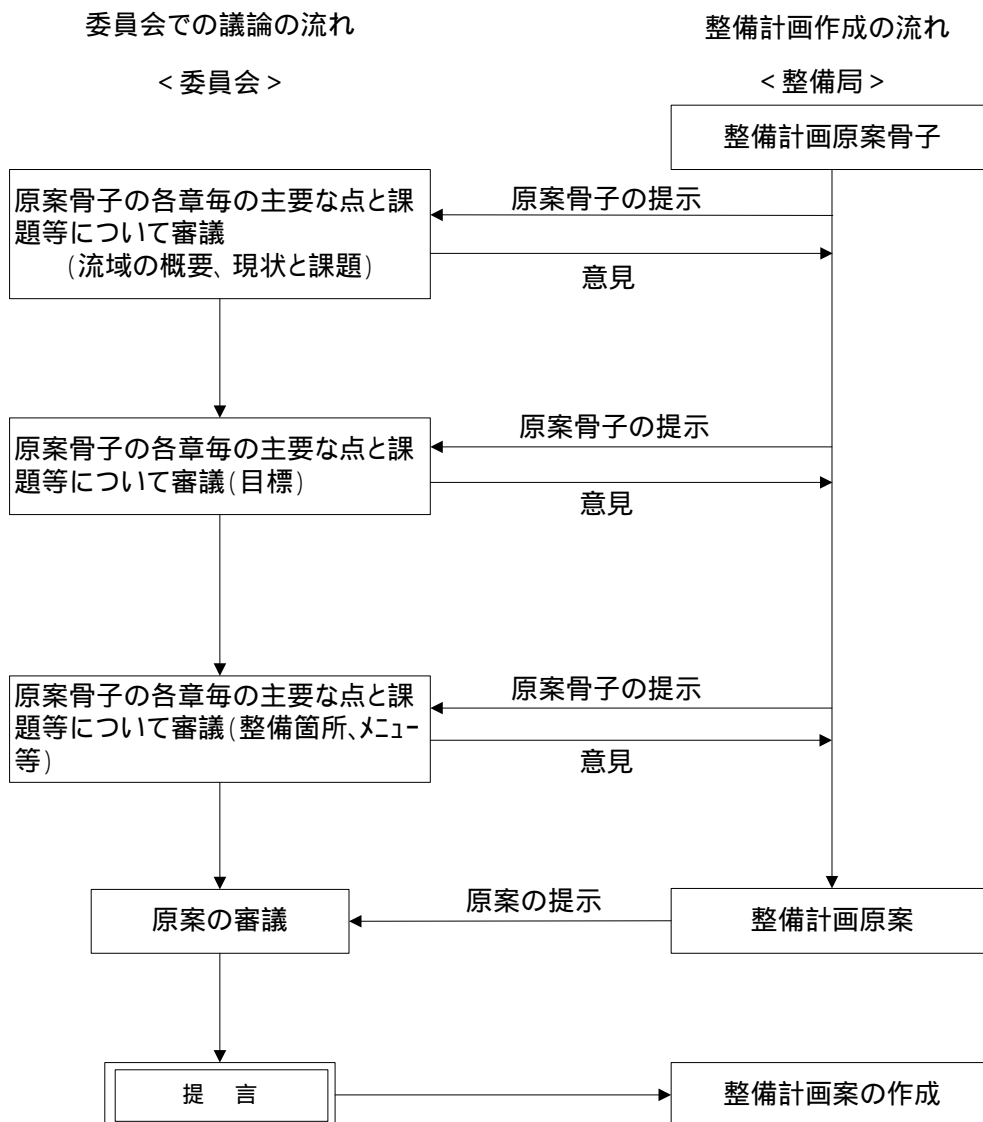 委員会での議論の流れ
整備計画作成の流れ
<委員会>
<整備局>
整備計画原案骨子
原案骨子の各章毎の主要な点と課
題等について審議
(流域の概要、現状と課題)
原案骨子の提示
意見
原案骨子の各章毎の主要な点と課
題等について審議(目標)
原案骨子の提示
意見
原案骨子の各章毎の主要な点と課
題等について審議(整備箇所、メニュー
等)
原案骨子の提示
意見
原案の審議
原案の提示
整備計画原案
提 言
整備計画案の作成